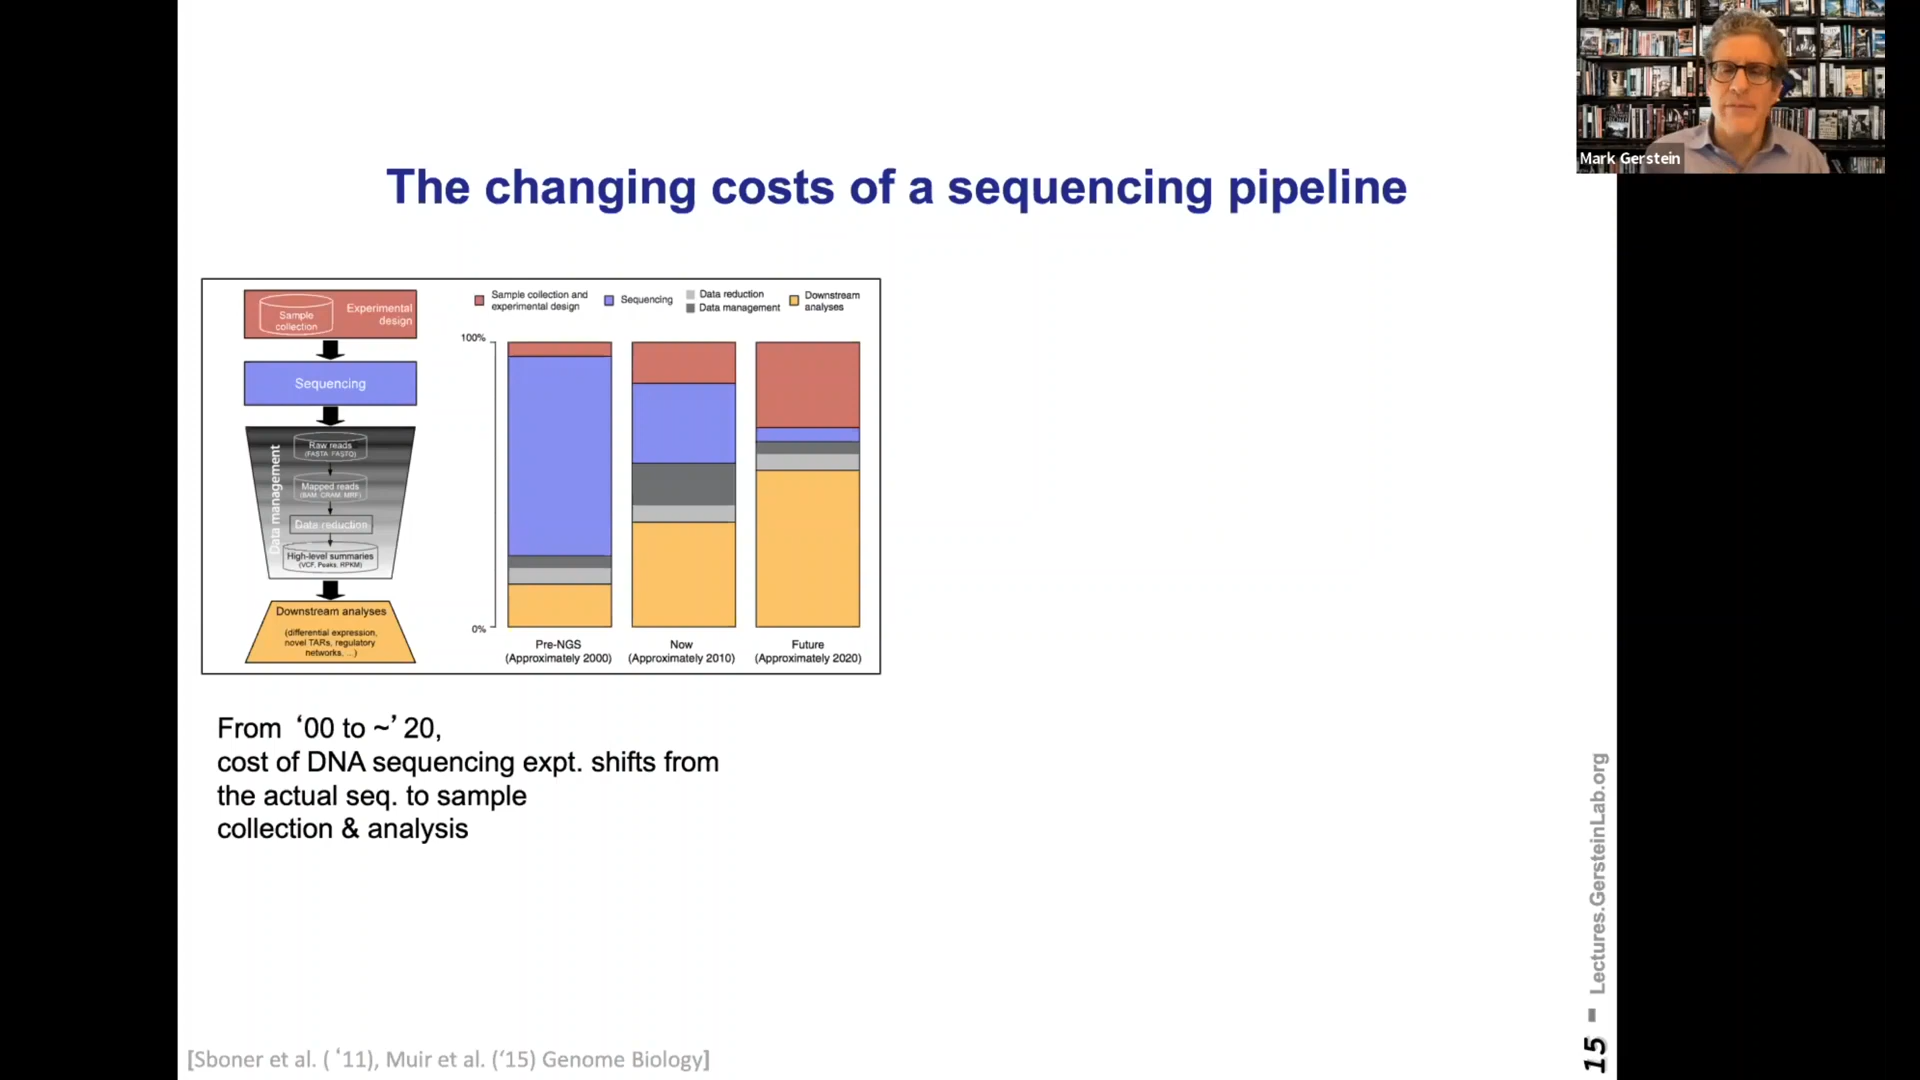 Mark Gerstein
The changing costs of a sequencing pipeline
Sample
collection
Experimental
design
Sequencing
Data management
Raw reads
(FASTA, FASTQ)
Mapped reads
(BAM, CRAM, MRF)
Data reduction
High-level summaries
(VCF, Peaks, RPKM)
Downstream analyses
(differential expression,
novel TARs, regulatory
networks, ...)
Sample collection and
experimental design
Sequencing
Data reduction
Data management
Downstream
analyses
100%
0%
Pre-NGS
(Approximately 2000)
Now
(Approximately 2010)
Future
(Approximately 2020)
From ‘00 to ~’ 20,
cost of DNA sequencing expt. shifts from
the actual seq. to sample
collection & analysis
[Sboner et al. ( ‘11), Muir et al. (‘15) Genome Biology]
15 - Lectures.GersteinLab.org